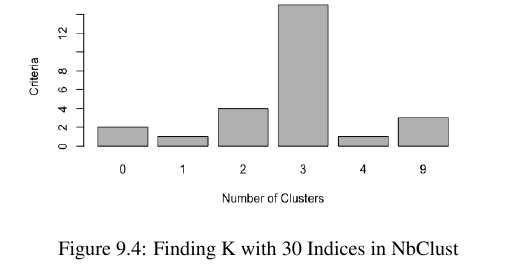 12
8
6
4
2
0
Criteria
0 1 2 3 4 9
Number of Clusters
Figure 9.4: Finding K with 30 Indices in NbClust